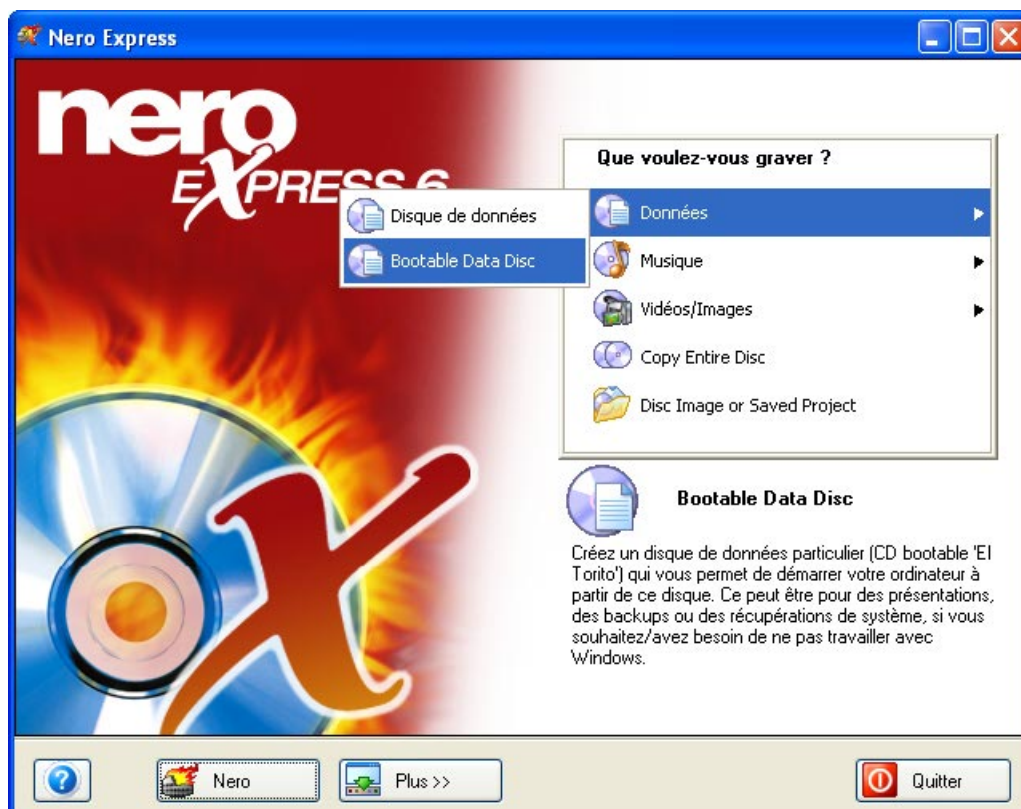 Nero Express
nero
EXPRESS 6
Que voulez-vous graver ?
Disque de données
Bootable Data Disc
Données
Musique
Vidéos/Images
Copy Entire Disc
Disc Image or Saved Project
Bootable Data Disc
Créez un disque de données particulier (CD bootable 'El
Torito') qui vous permet de démarrer votre ordinateur à
partir de ce disque. Ce peut être pour des présentations,
des backups ou des récupérations de système, si vous
souhaitez/avez besoin de ne pas travailler avec
Windows.
Nero
Plus >>
Quitter